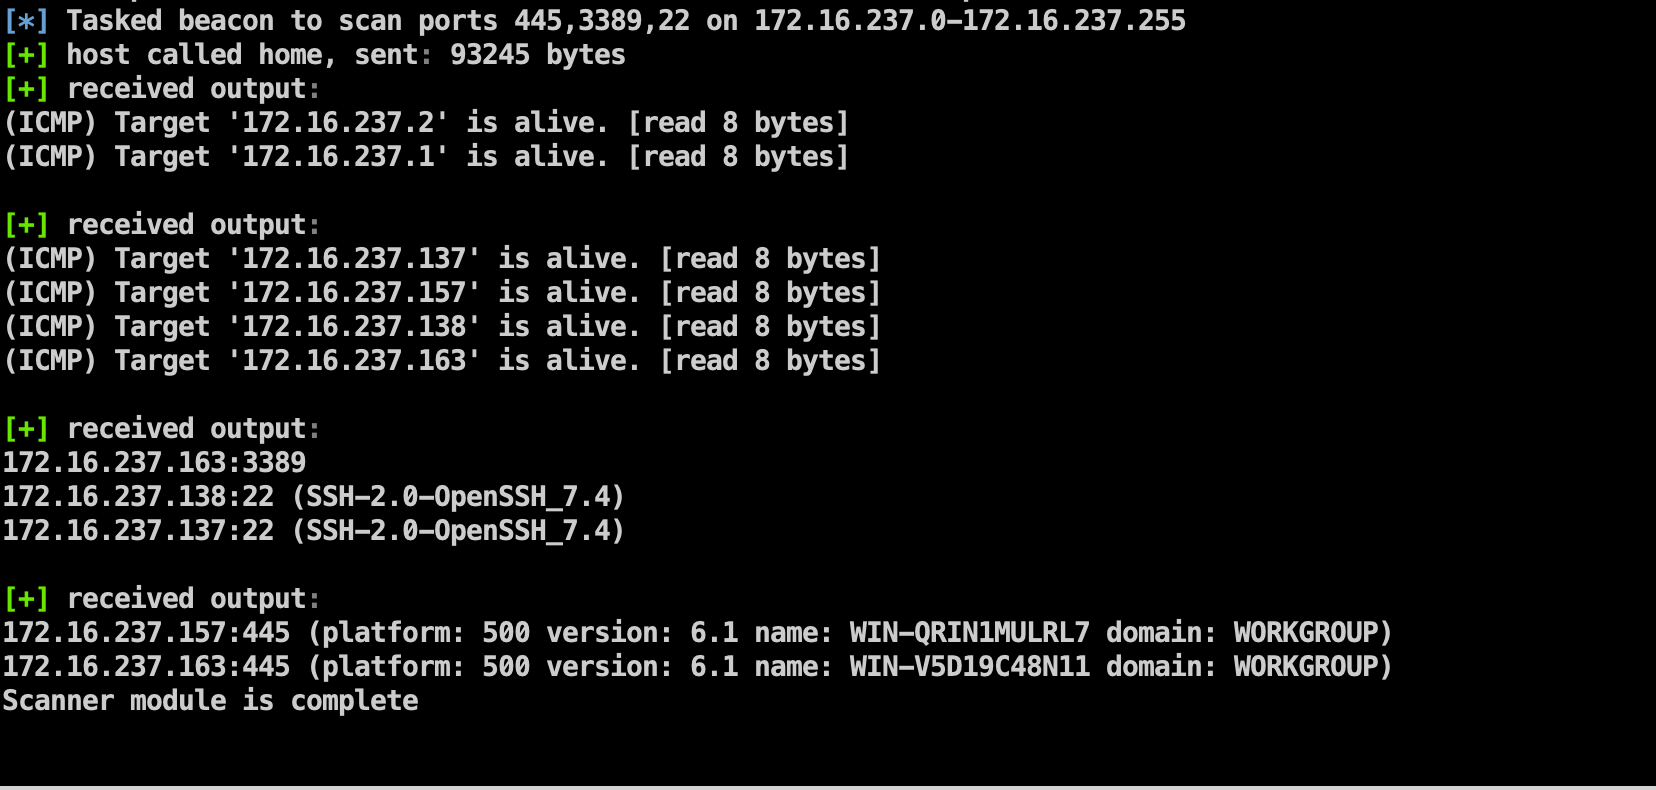 [*] Tasked beacon to scan ports 445,3389,22 on 172.16.237.0-172.16.237.255
[+] host called home, sent: 93245 bytes
[+] received output:
(ICMP) Target '172.16.237.2' is alive. [read 8 bytes]
(ICMP) Target '172.16.237.1' is alive. [read 8 bytes]
[+] received output:
(ICMP) Target '172.16.237.137' is alive. [read 8 bytes]
(ICMP) Target '172.16.237.157' is alive. [read 8 bytes]
(ICMP) Target '172.16.237.138' is alive. [read 8 bytes]
(ICMP) Target '172.16.237.163' is alive. [read 8 bytes]
[+] received output:
172.16.237.163:3389
172.16.237.138:22 (SSH-2.0-OpenSSH_7.4)
172.16.237.137:22 (SSH-2.0-OpenSSH_7.4)
[+] received output:
172.16.237.157:445 (platform: 500 version: 6.1 name: WIN-QRIN1MULRL7 domain: WORKGROUP)
172.16.237.163:445 (platform: 500 version: 6.1 name: WIN-V5D19C48N11 domain: WORKGROUP)
Scanner module is complete